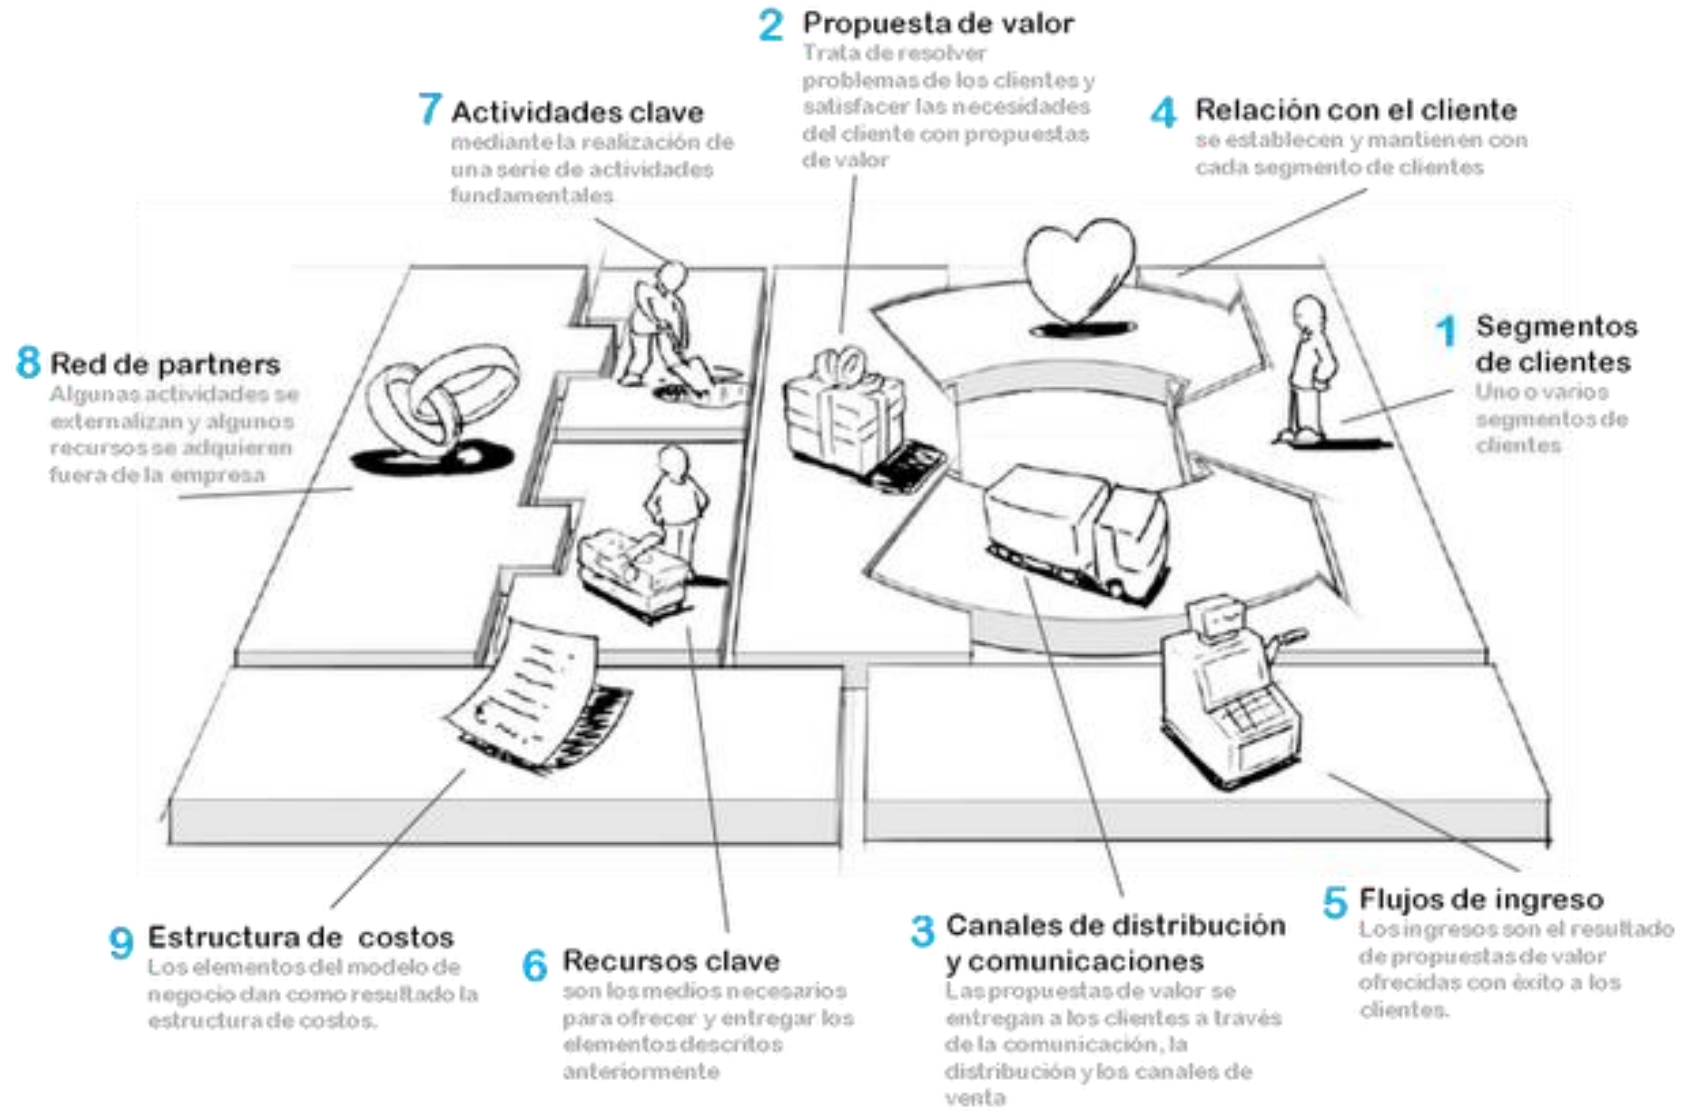 2 Propuesta de valor
Trata de resolver
problemas de los clientes y
satisfacer las necesidades
del cliente con propuestas
de valor
7 Actividades clave
mediante la realización de
una serie de actividades
fundamentales
4 Relación con el cliente
se establecen y mantienen con
cada segmento de clientes
1 Segmentos
de clientes
Uno o varios
segmentos de
clientes
8 Red de partners
Algunas actividades se
externalizan y algunos
recursos se adquieren
fuera de la empresa
9 Estructura de costos
Los elementos del modelo de
negocio dan como resultado la
estructura de costos.
6 Recursos clave
son los medios necesarios
para ofrecer y entregar los
elementos descritos
anteriormente
3 Canales de distribución
y comunicaciones
Las propuestas de valor se
entregan a los clientes a través
de la comunicación, la
distribución y los canales de
venta
5 Flujos de ingreso
Los ingresos son el resultado
de propuestas de valor
ofrecidas con éxito a los
clientes.